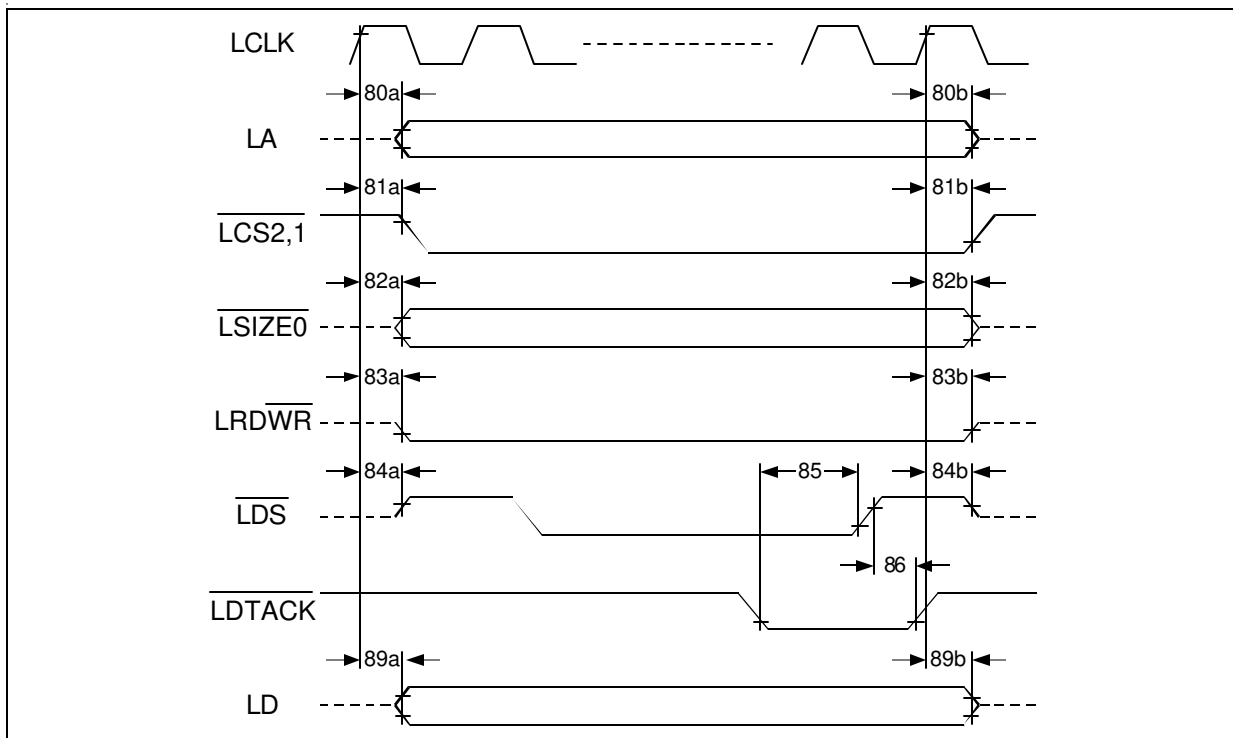 LCLK
80a 80b
LA
81a 81b
LCS2,1
82a 82b
LSIZE0
83a 83b
LRDWR
84a 85 84b
LDS
86
LDTACK
89a 89b
LD